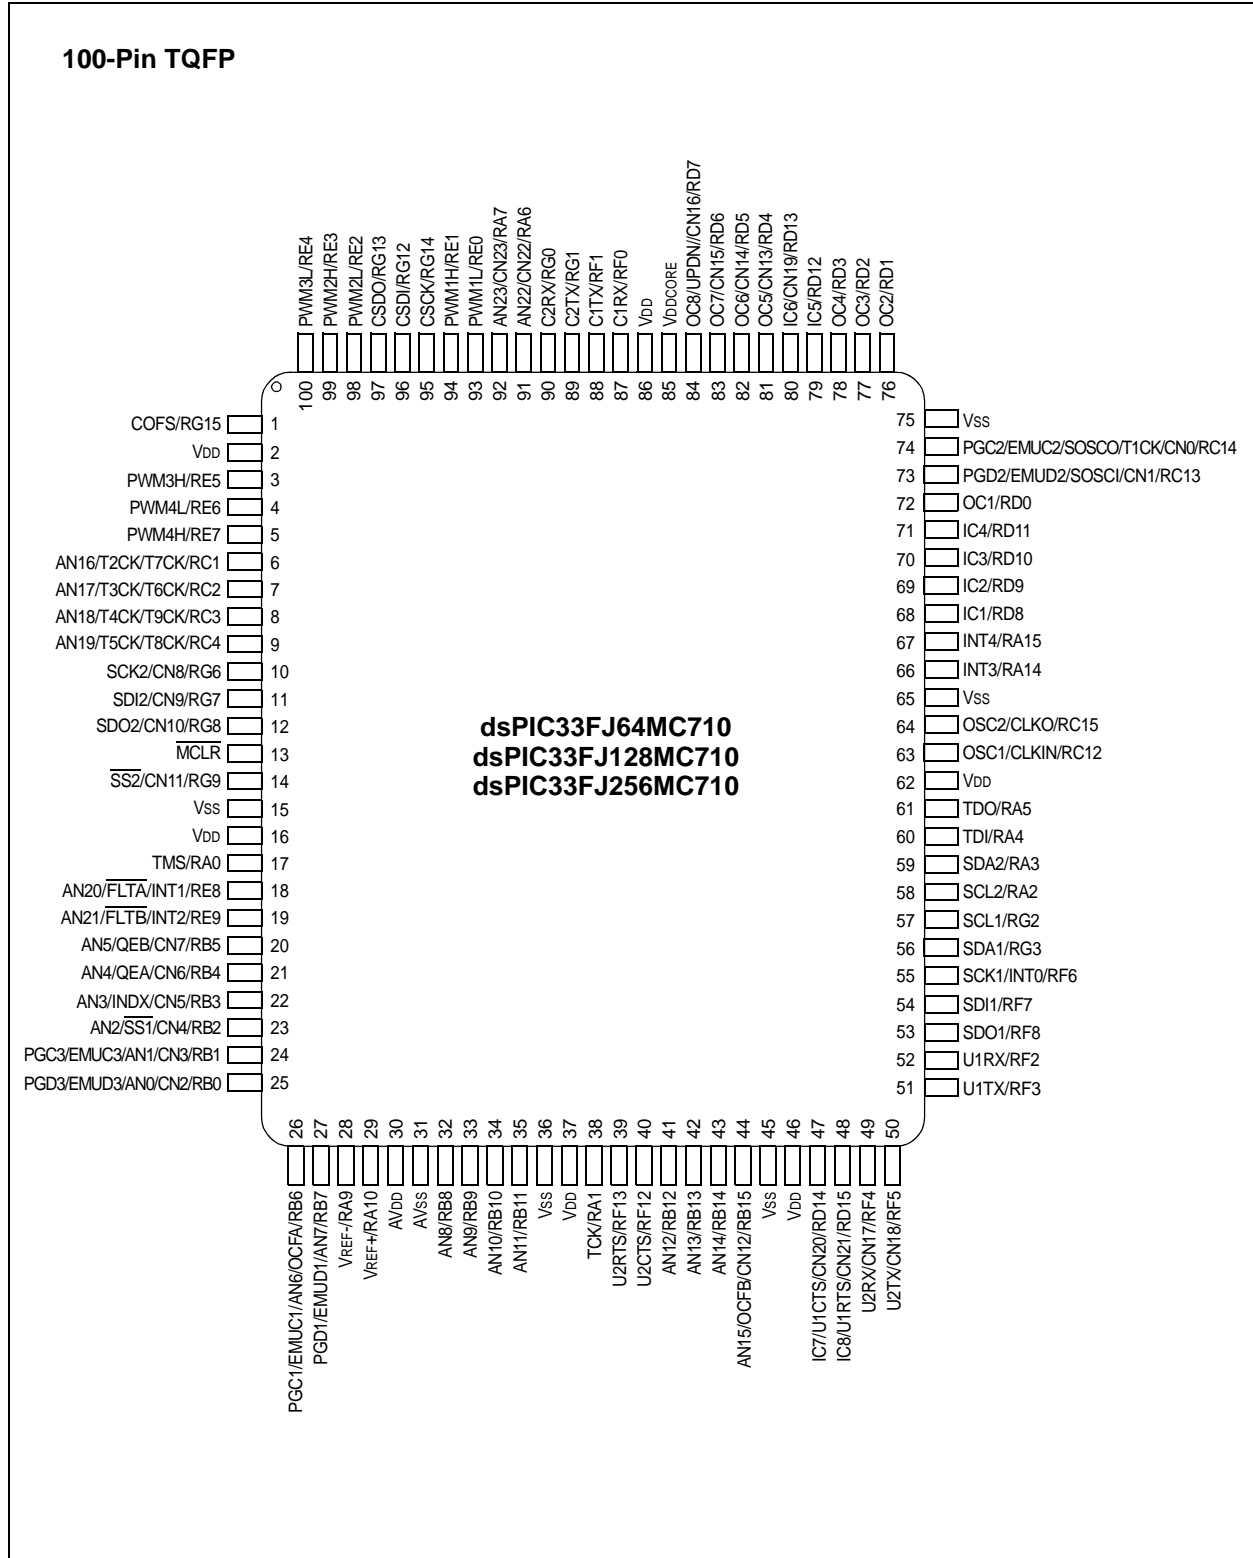 100-Pin TQFP
PWM3L/RE4
PWM2H/RE3
PWM2L/RE2
CSDO/RG13
CSDI/RG12
CSCK/RG14
PWM1H/RE1
PWM1L/RE0
AN23/CN23/RA7
AN22/CN22/RA6
C2RX/RG0
C2TX/RG1
C1TX/RF1
C1RX/RF0
VDD
VDDCORE
OC8/UPDN//CN16/RD7
OC7/CN15/RD6
OC6/CN14/RD5
OC5/CN13/RD4
IC6/CN19/RD13
IC5/RD12
OC4/RD3
OC3/RD2
OC2/RD1
100
99
98
97
96
95
94
93
92
91
90
89
88
87
86
85
84
83
82
81
80
79
78
77
76
COFS/RG15 1
VDD 2
PWM3H/RE5 3
PWM4L/RE6 4
PWM4H/RE7 5
AN16/T2CK/T7CK/RC1 6
AN17/T3CK/T6CK/RC2 7
AN18/T4CK/T9CK/RC3 8
AN19/T5CK/T8CK/RC4 9
SCK2/CN8/RG6 10
SDI2/CN9/RG7 11
SDO2/CN10/RG8 12
MCLR 13
SS2/CN11/RG9 14
VSS 15
VDD 16
TMS/RA0 17
AN20/FLTA/INT1/RE8 18
AN21/FLTB/INT2/RE9 19
AN5/QEB/CN7/RB5 20
AN4/QEA/CN6/RB4 21
AN3/INDX/CN5/RB3 22
AN2/SS1/CN4/RB2 23
PGC3/EMUC3/AN1/CN3/RB1 24
PGD3/EMUD3/AN0/CN2/RB0 25
dsPIC33FJ64MC710
dsPIC33FJ128MC710
dsPIC33FJ256MC710
75 VSS
74 PGC2/EMUC2/SOSCO/T1CK/CN0/RC14
73 PGD2/EMUD2/SOSCI/CN1/RC13
72 OC1/RD0
71 IC4/RD11
70 IC3/RD10
69 IC2/RD9
68 IC1/RD8
67 INT4/RA15
66 INT3/RA14
65 VSS
64 OSC2/CLKO/RC15
63 OSC1/CLKIN/RC12
62 VDD
61 TDO/RA5
60 TDI/RA4
59 SDA2/RA3
58 SCL2/RA2
57 SCL1/RG2
56 SDA1/RG3
55 SCK1/INT0/RF6
54 SDI1/RF7
53 SDO1/RF8
52 U1RX/RF2
51 U1TX/RF3
26
27
28
29
30
31
32
33
34
35
36
37
38
39
40
41
42
43
44
45
46
47
48
49
50
PGC1/EMUC1/AN6/OCFA/RB6
PGD1/EMUD1/AN7/RB7
VREF-/RA9
VREF+/RA10
AVDD
AVSS
AN8/RB8
AN9/RB9
AN10/RB10
AN11/RB11
VSS
VDD
TCK/RA1
U2RTS/RF13
U2CTS/RF12
AN12/RB12
AN13/RB13
AN14/RB14
AN15/OCFB/CN12/RB15
VSS
VDD
IC7/U1CTS/CN20/RD14
IC8/U1RTS/CN21/RD15
U2RX/CN17/RF4
U2TX/CN18/RF5